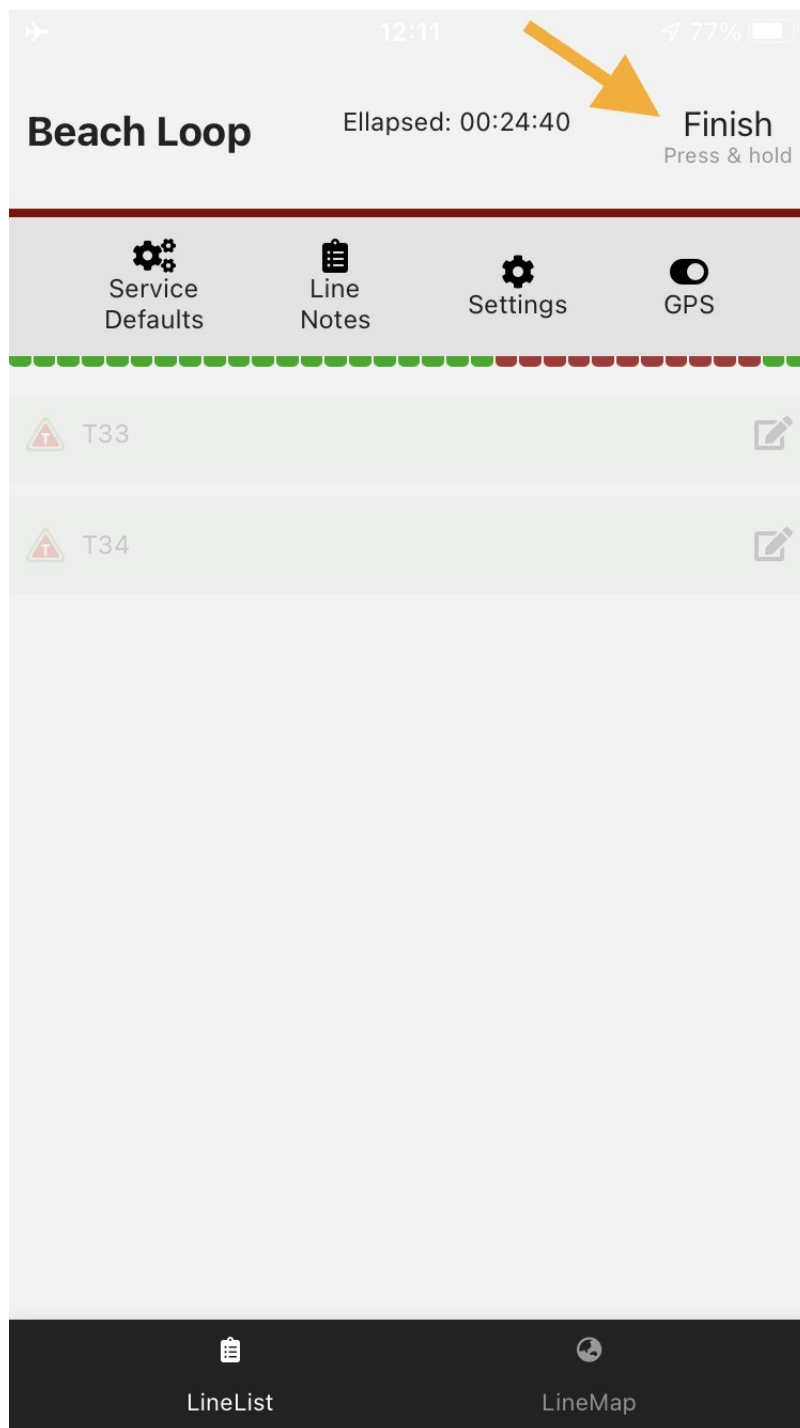 12:11
77%
Beach Loop
Ellapsed: 00:24:40
Finish
Press & hold
Service
Defaults
Line
Notes
Settings
GPS
T T33
T T34
LineList
LineMap